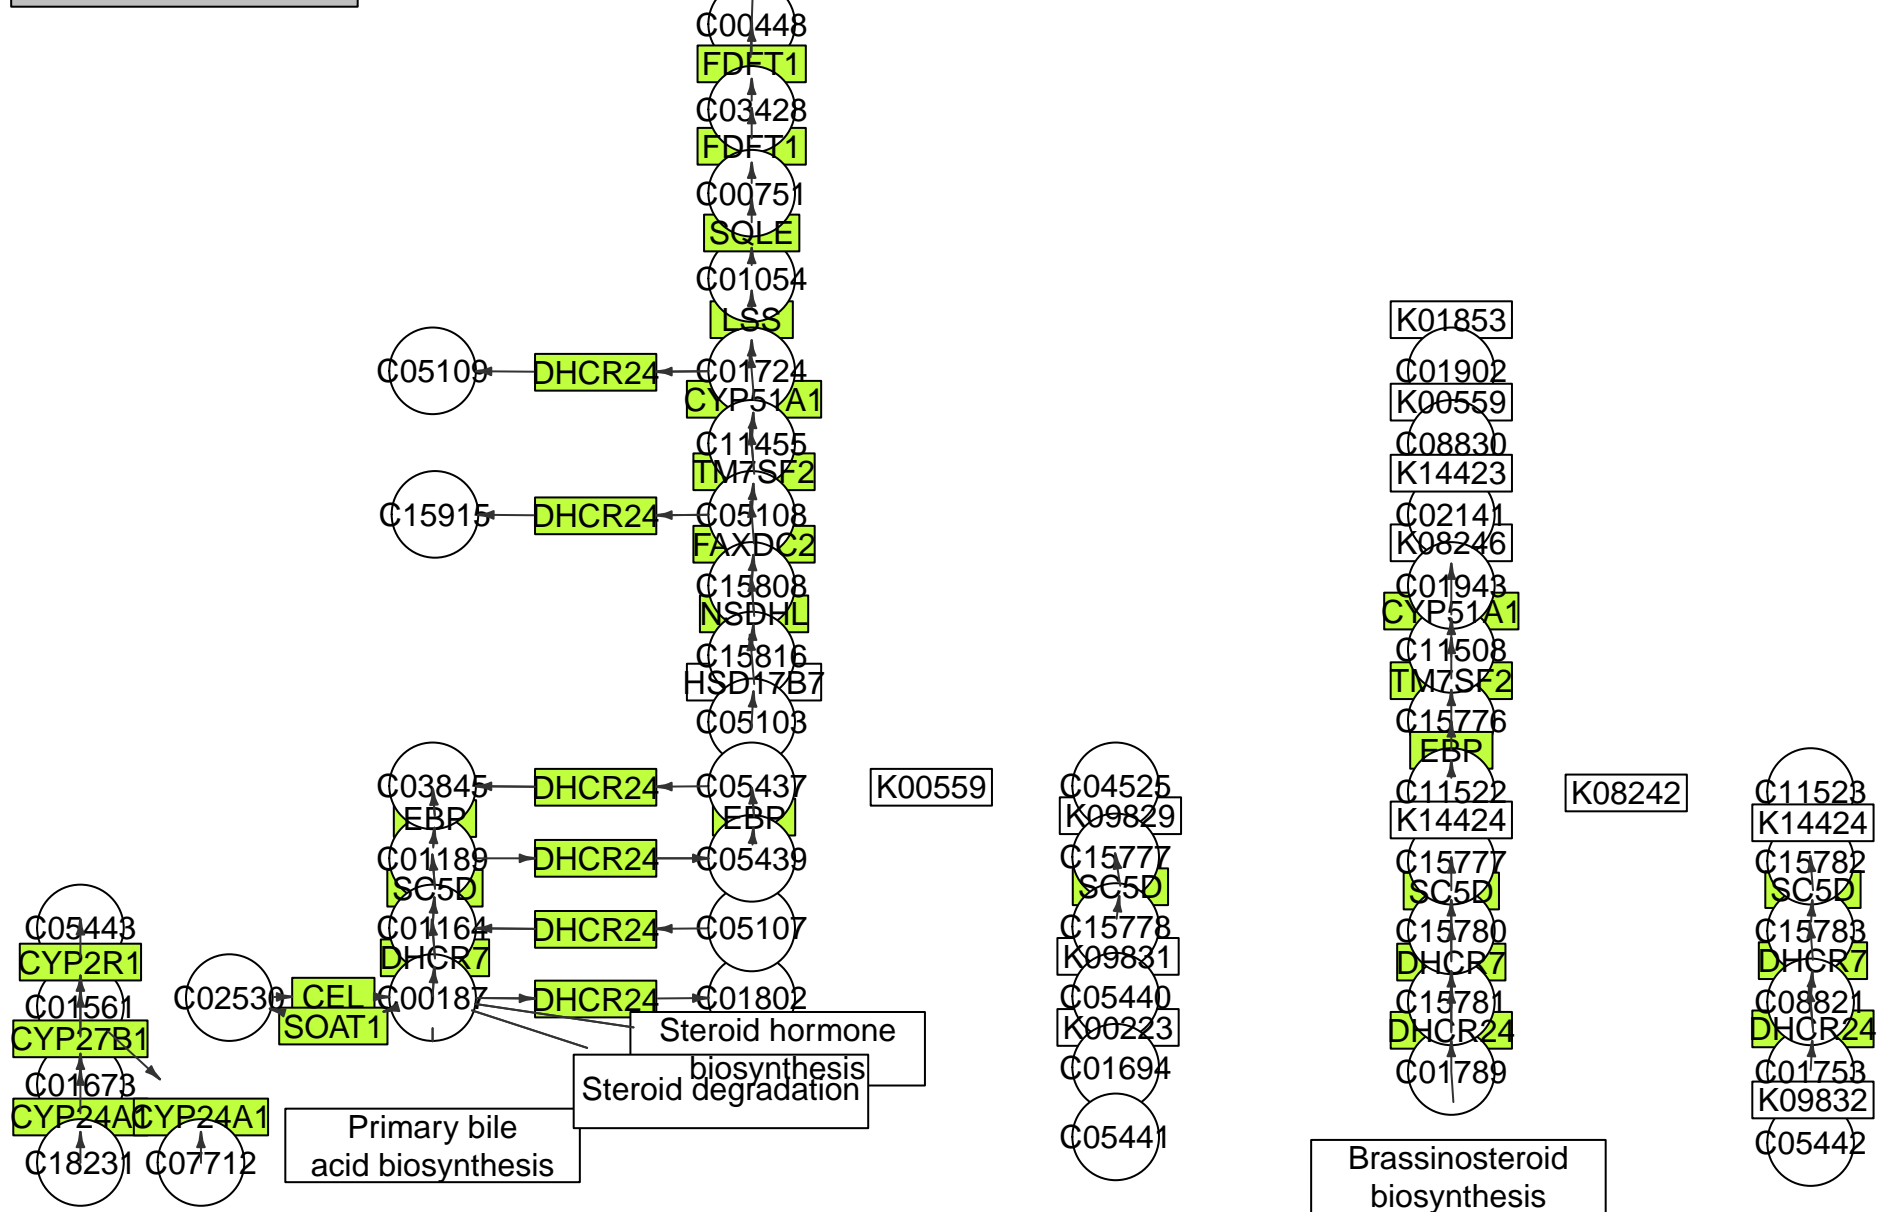 C00448
FDFT1
C03428
FDFT1
C00751
SQLE
C01054
LSS
C05109
DHCR24
C01724
CYP51A1
C11455
TM7SF2
C15915
DHCR24
C05108
FAXDC2
C15808
NSDHL
C15816
HSD17B7
C05103
C03845
DHCR24
C05437
EBP
EBP
C01189
DHCR24
C05439
SC5D
C01164
DHCR24
C05107
DHCR7
C02530
CEL
SOAT1
C00187
DHCR24
C01802
C05443
CYP2R1
C01561
CYP27B1
C01673
CYP24A1
CYP24A1
C18231
C07712
Steroid hormone
biosynthesis
Steroid degradation
Primary bile
acid biosynthesis
K00559
C04525
K09829
C15777
SC5D
C15778
K09831
C05440
K00223
C01694
C05441
K01853
C01902
K00559
C08830
K14423
C02141
K08246
C01943
CYP51A1
C11508
TM7SF2
C15776
EBP
C11522
K14424
C15777
SC5D
C15780
DHCR7
C15781
DHCR24
C01789
Brassinosteroid
biosynthesis
K08242
C11523
K14424
C15782
SC5D
C15783
DHCR7
C08821
DHCR24
C01753
K09832
C05442